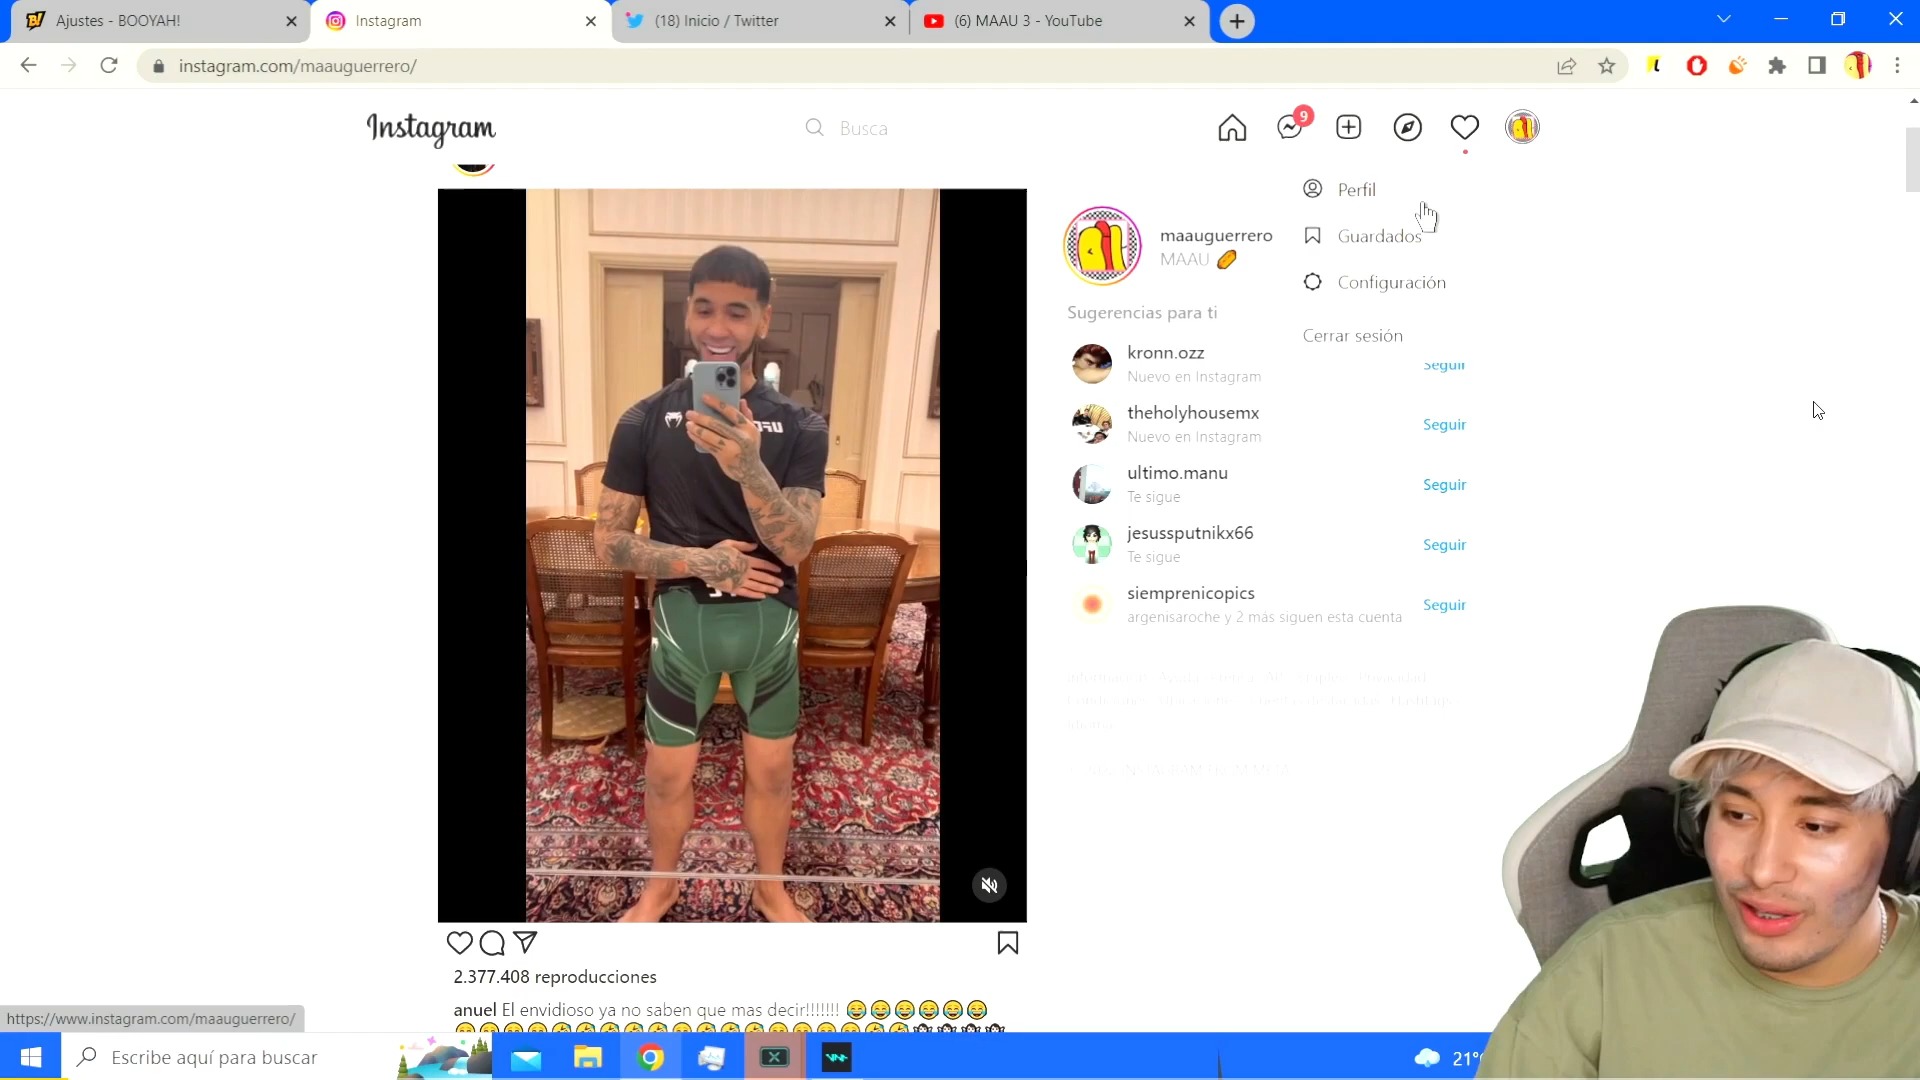 Ajustes - BOOYAH!
Instagram
(18) Inicio / Twitter
(6) MAAU 3 - YouTube
instagram.com/maauguerrero/
Instagram
Busca
9
Perfil
Guardados
Configuración
Cerrar sesión
maauguerrero
MAAU
Sugerencias para ti
kronn.ozz
Nuevo en Instagram
Seguir
theholyhousemx
Nuevo en Instagram
Seguir
ultimo.manu
Te sigue
Seguir
jesussputnikx66
Te sigue
Seguir
siemprenicopics
argenisaroche y 2 más siguen esta cuenta
Seguir
2.377.408 reproducciones
anuel El envidioso ya no saben que mas decir!!!!!!! 😂😂😂😂😂😂
https://www.instagram.com/maauguerrero/
Escribe aquí para buscar
21°